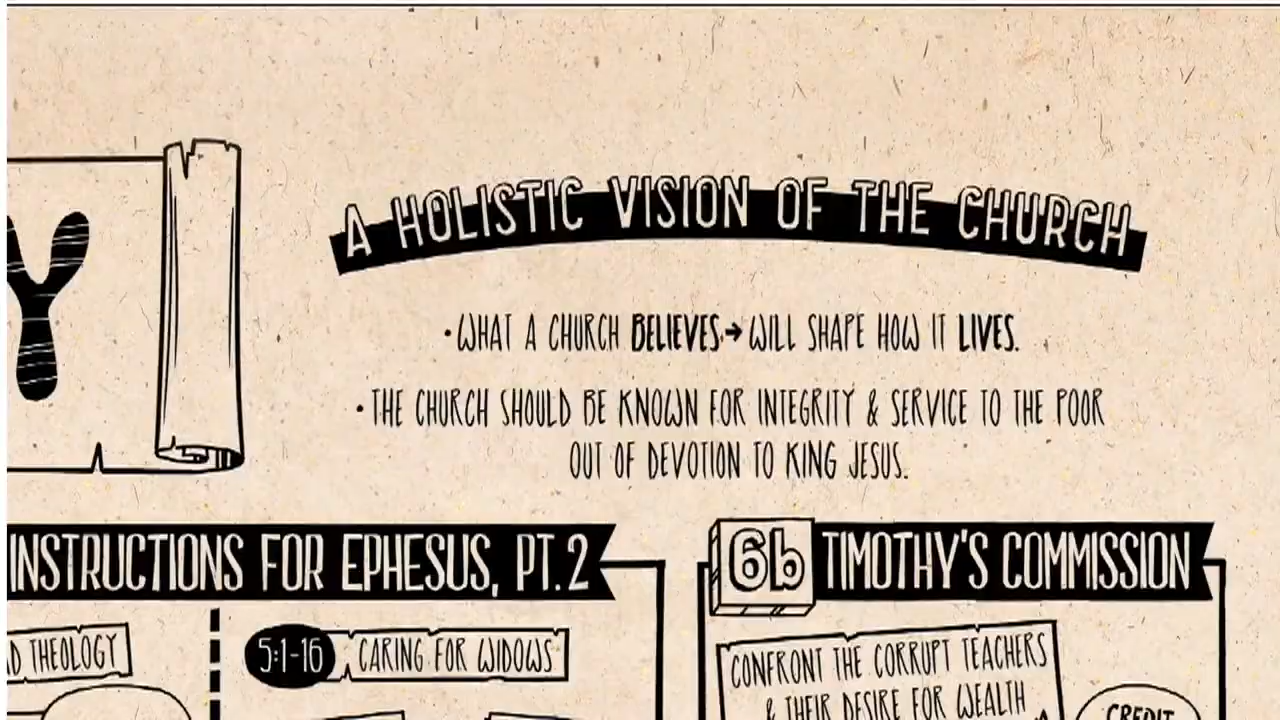 Y
A HOLISTIC VISION OF THE CHURCH
• WHAT A CHURCH BELIEVES → WILL SHAPE HOW IT LIVES.
• THE CHURCH SHOULD BE KNOWN FOR INTEGRITY & SERVICE TO THE POOR
OUT OF DEVOTION TO KING JESUS.
INSTRUCTIONS FOR EPHESUS, PT.2
6b TIMOTHY'S COMMISSION
D THEOLOGY
5:1-16 CARING FOR WIDOWS
CONFRONT THE CORRUPT TEACHERS
& THEIR DESIRE FOR WEALTH
CREDIT